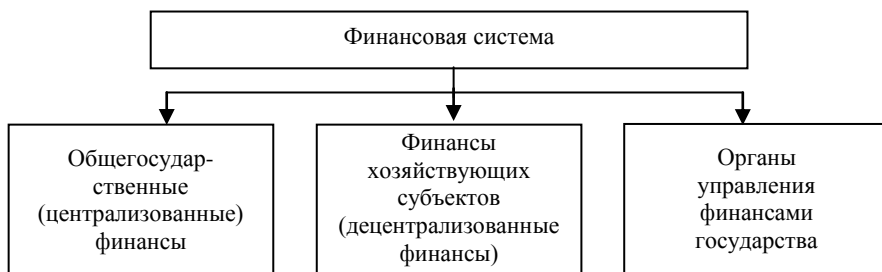 Финансовая система
Общегосудар-
ственные
(централизованные)
финансы
Финансы
хозяйствующих
субъектов
(децентрализованные
финансы)
Органы
управления
финансами
государства